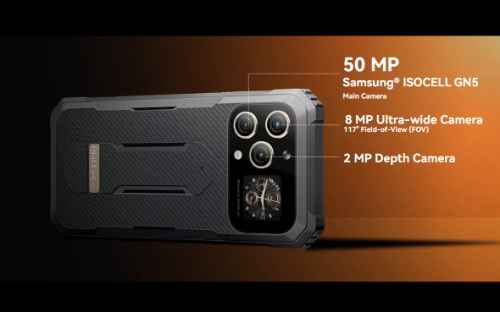 50 MP
Samsung® ISOCELL GN5
Main Camera
8 MP Ultra-wide Camera
117° Field-of-View (FOV)
2 MP Depth Camera